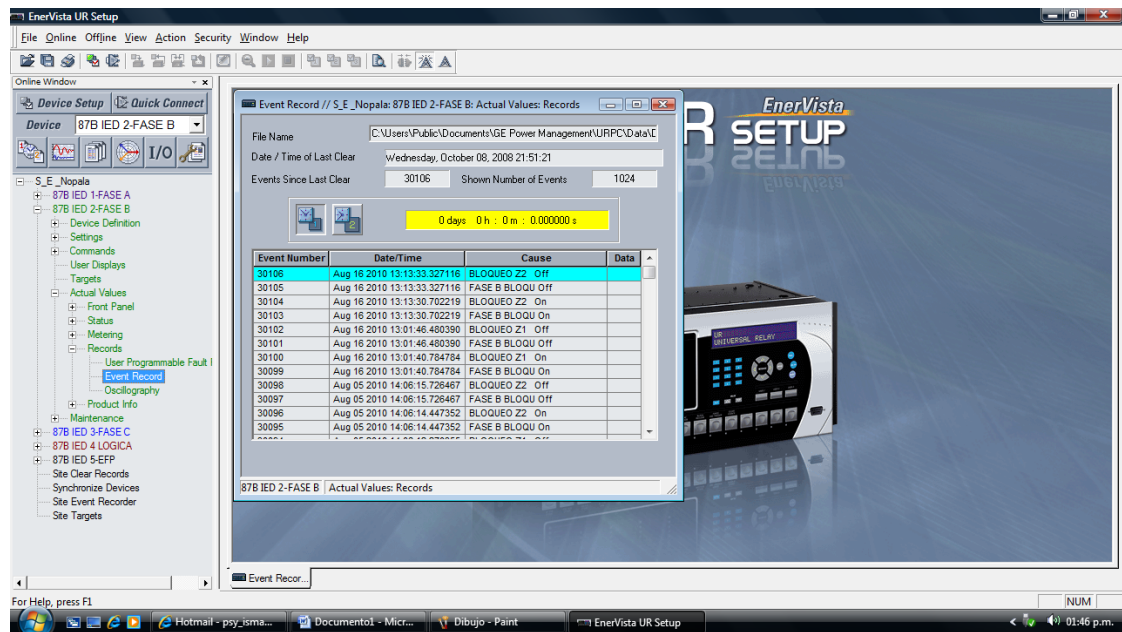 EnerVista UR Setup
File Online Offline View Action Security Window Help
Online Window
Device Setup Quick Connect
Device 87B IED 2-FASE B
I/O
S_E_Nopala
87B IED 1-FASE A
87B IED 2-FASE B
Device Definition
Settings
Commands
User Displays
Targets
Actual Values
Front Panel
Status
Metering
Records
User Programmable Fault
Event Record
Oscillography
Product Info
Maintenance
87B IED 3-FASE C
87B IED 4 LOGICA
87B IED 5-EFP
Site Clear Records
Synchronize Devices
Site Event Recorder
Site Targets
Event Record // S_E_Nopala: 87B IED 2-FASE B: Actual Values: Records
File Name C:\Users\Public\Documents\GE Power Management\URPC\Data\
Date / Time of Last Clear Wednesday, October 08, 2008 21:51:21
Events Since Last Clear 30106 Shown Number of Events 1024
2
0 days 0 h : 0 m : 0.000000 s
Event Number Date/Time Cause Data
30106 Aug 16 2010 13:13:33.327116 BLOQUEO Z2 Off
30105 Aug 16 2010 13:13:33.327116 FASE B BLOQU Off
30104 Aug 16 2010 13:13:30.702219 BLOQUEO Z2 On
30103 Aug 16 2010 13:13:30.702219 FASE B BLOQU On
30102 Aug 16 2010 13:01:46.480390 BLOQUEO Z1 Off
30101 Aug 16 2010 13:01:46.480390 FASE B BLOQU Off
30100 Aug 16 2010 13:01:40.784784 BLOQUEO Z1 On
30099 Aug 16 2010 13:01:40.784784 FASE B BLOQU On
30098 Aug 05 2010 14:06:15.726467 BLOQUEO Z2 Off
30097 Aug 05 2010 14:06:15.726467 FASE B BLOQU Off
30096 Aug 05 2010 14:06:14.447352 BLOQUEO Z2 On
30095 Aug 05 2010 14:06:14.447352 FASE B BLOQU On
87B IED 2-FASE B Actual Values: Records
EnerVista
R SETUP
UR
UNIVERSAL RELAY
Event Recor...
For Help, press F1
NUM
Hotmail - psy_isma... Documento1 - Micr... Dibujo - Paint EnerVista UR Setup 01:46 p.m.